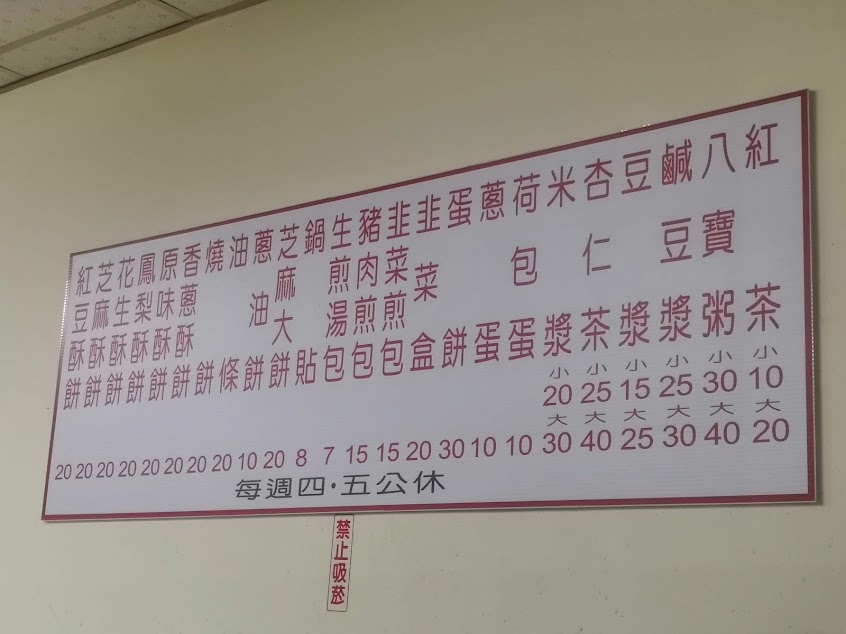 紅茶 小10 大20
八寶粥 小30 大40
鹹豆漿 小25 大30
豆漿 小15 大25
杏仁茶 小25 大40
米漿 小20 大30
荷包蛋 10
蔥蛋 10
蛋餅 30
韭菜盒 20
韭菜煎包 15
豬肉煎包 15
生煎湯包 7
鍋貼 8
芝麻大餅 20
蔥油餅 10
油條 20
燒餅 20
香蔥酥餅 20
原味酥餅 20
鳳梨酥餅 20
花生酥餅 20
芝麻酥餅 20
紅豆酥餅 20
每週四·五公休
禁止吸菸